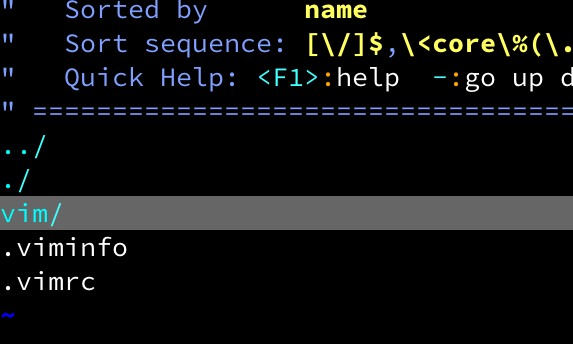 "   Sorted by      name
"   Sort sequence: [\/]$,\<core\%(\.
"   Quick Help: <F1>:help  -:go up d
" ==================================
../
./
vim/
.viminfo
.vimrc
~